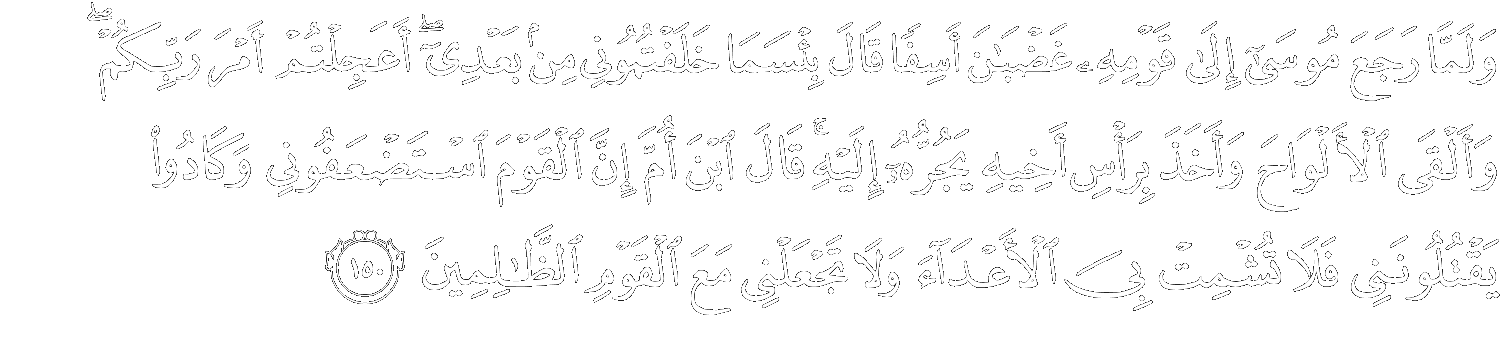 وَلَمَّا رَجَعَ مُوسَىٰٓ إِلَىٰ قَوْمِهِۦ غَضْبَـٰنَ أَسِفًا قَالَ بِئْسَمَا خَلَفْتُمُونِى مِنۢ بَعْدِىٓ ۖ أَعَجِلْتُمْ أَمْرَ رَبِّكُمْ ۖ
وَأَلْقَى ٱلْأَلْوَاحَ وَأَخَذَ بِرَأْسِ أَخِيهِ يَجُرُّهُۥٓ إِلَيْهِ ۚ قَالَ ٱبْنَ أُمَّ إِنَّ ٱلْقَوْمَ ٱسْتَضْعَفُونِى وَكَادُوا۟
يَقْتُلُونَنِى فَلَا تُشْمِتْ بِىَ ٱلْأَعْدَآءَ وَلَا تَجْعَلْنِى مَعَ ٱلْقَوْمِ ٱلظَّـٰلِمِينَ ١٥٠